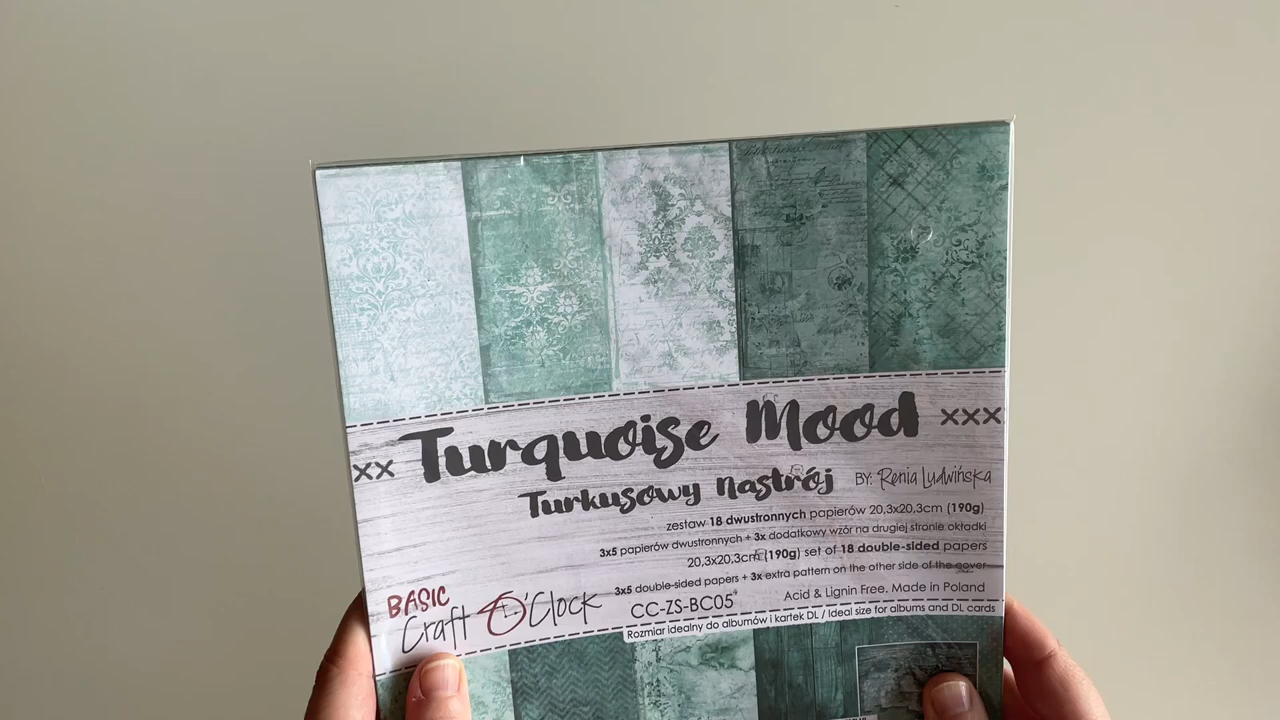 Turquoise Mood xxx
xx
Turkusowy nastrój BY: Renia Ludwińska
zestaw 18 dwustronnych papierów 20,3x20,3cm (190g)
3x5 papierów dwustronnych + 3x dodatkowy wzór na drugiej stronie okładki
20,3x20,3cm (190g) set of 18 double-sided papers
3x5 double-sided papers + 3x extra pattern on the other side of the cover
BASIC
Craft O'Clock CC-ZS-BC05 Acid & Lignin Free. Made in Poland
Rozmiar idealny do albumów i kartek DL / Ideal size for albums and DL cards